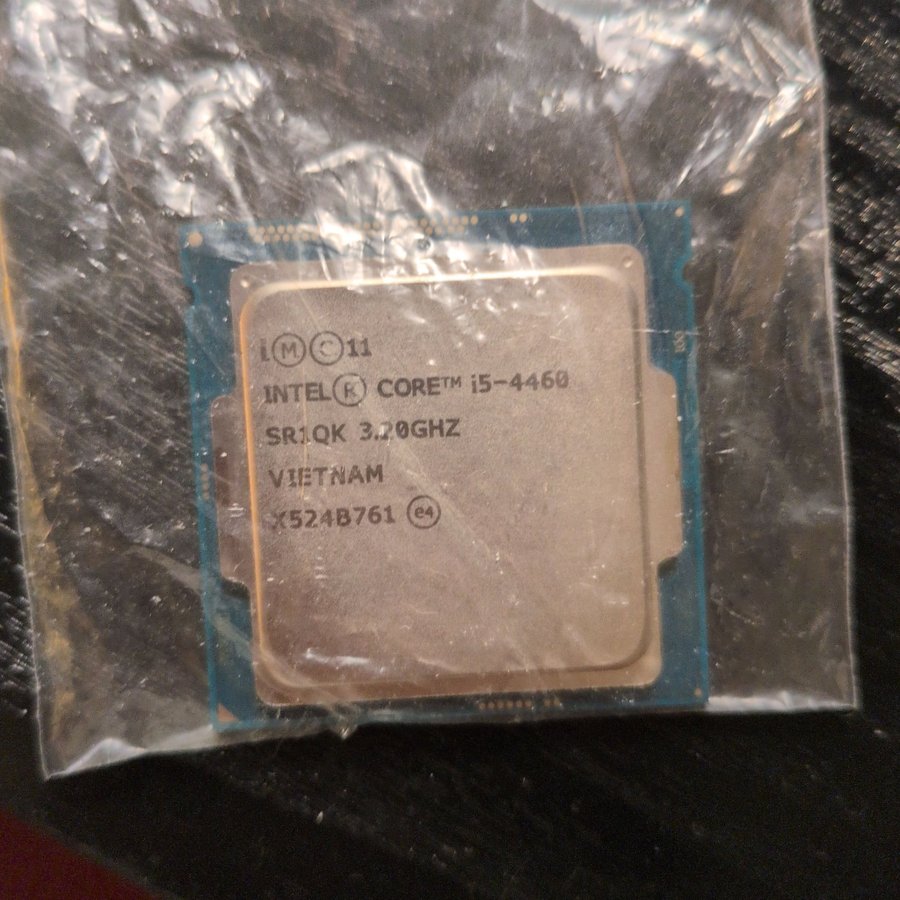 i Ⓜ Ⓒ 11
INTEL® CORE™ i5-4460
SR1QK 3.20GHZ
VIETNAM
X524B761 e4